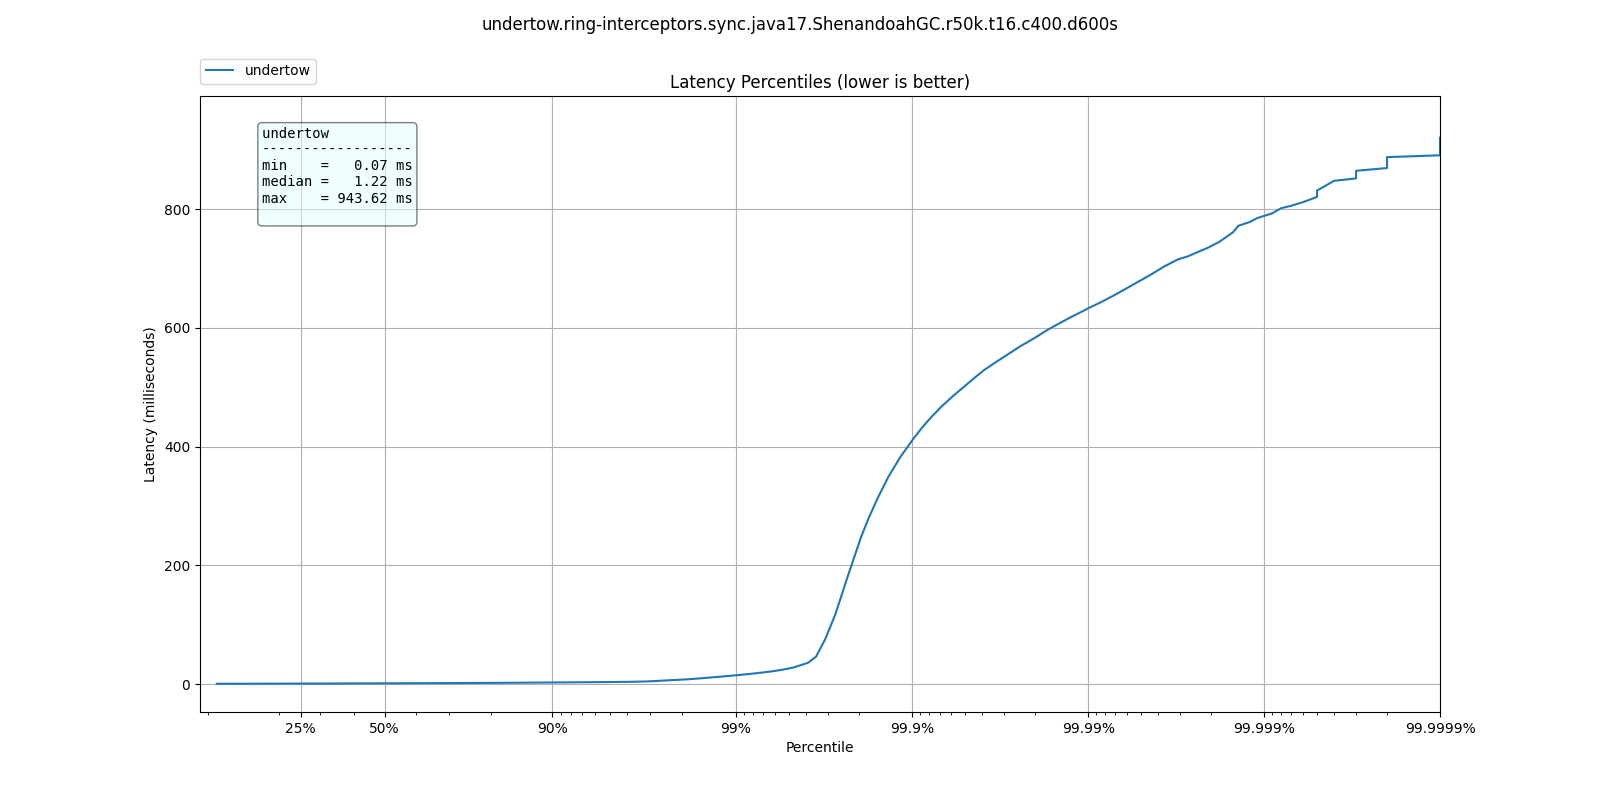 undertow.ring-interceptors.sync.java17.ShenandoahGC.r50k.t16.c400.d600s
undertow
Latency Percentiles (lower is better)
undertow
------------------
min    =   0.07 ms
median =   1.22 ms
max    = 943.62 ms
800
600
400
200
0
Latency (milliseconds)
25% 50% 90% 99% 99.9% 99.99% 99.999% 99.9999%
Percentile